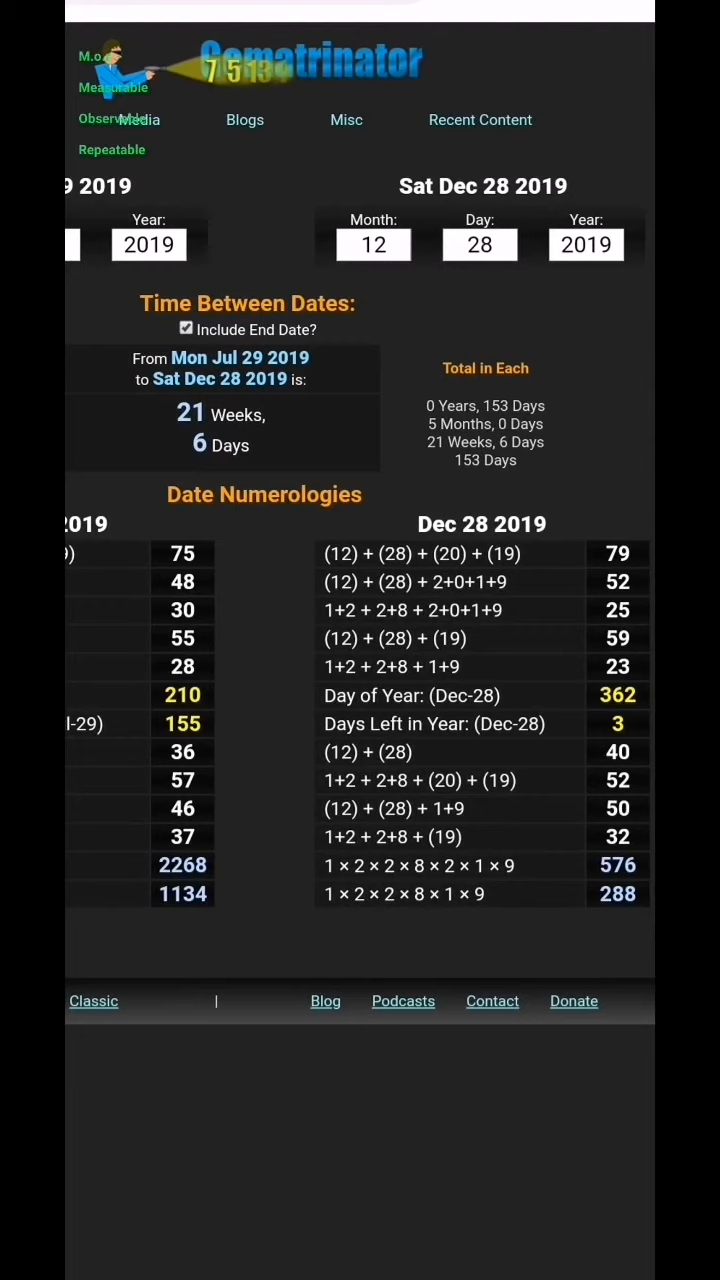 M.o.
Gematrinator
7 5 13
Measurable
Observable
Media Blogs Misc Recent Content
Repeatable
9 2019
Year:
2019
Sat Dec 28 2019
Month: Day: Year:
12 28 2019
Time Between Dates:
Include End Date?
From Mon Jul 29 2019
to Sat Dec 28 2019 is:
21 Weeks,
6 Days
Total in Each
0 Years, 153 Days
5 Months, 0 Days
21 Weeks, 6 Days
153 Days
Date Numerologies
2019
9) 75
48
30
55
28
210
l-29) 155
36
57
46
37
2268
1134
Dec 28 2019
(12) + (28) + (20) + (19) 79
(12) + (28) + 2+0+1+9 52
1+2 + 2+8 + 2+0+1+9 25
(12) + (28) + (19) 59
1+2 + 2+8 + 1+9 23
Day of Year: (Dec-28) 362
Days Left in Year: (Dec-28) 3
(12) + (28) 40
1+2 + 2+8 + (20) + (19) 52
(12) + (28) + 1+9 50
1+2 + 2+8 + (19) 32
1 × 2 × 2 × 8 × 2 × 1 × 9 576
1 × 2 × 2 × 8 × 1 × 9 288
Classic | Blog Podcasts Contact Donate